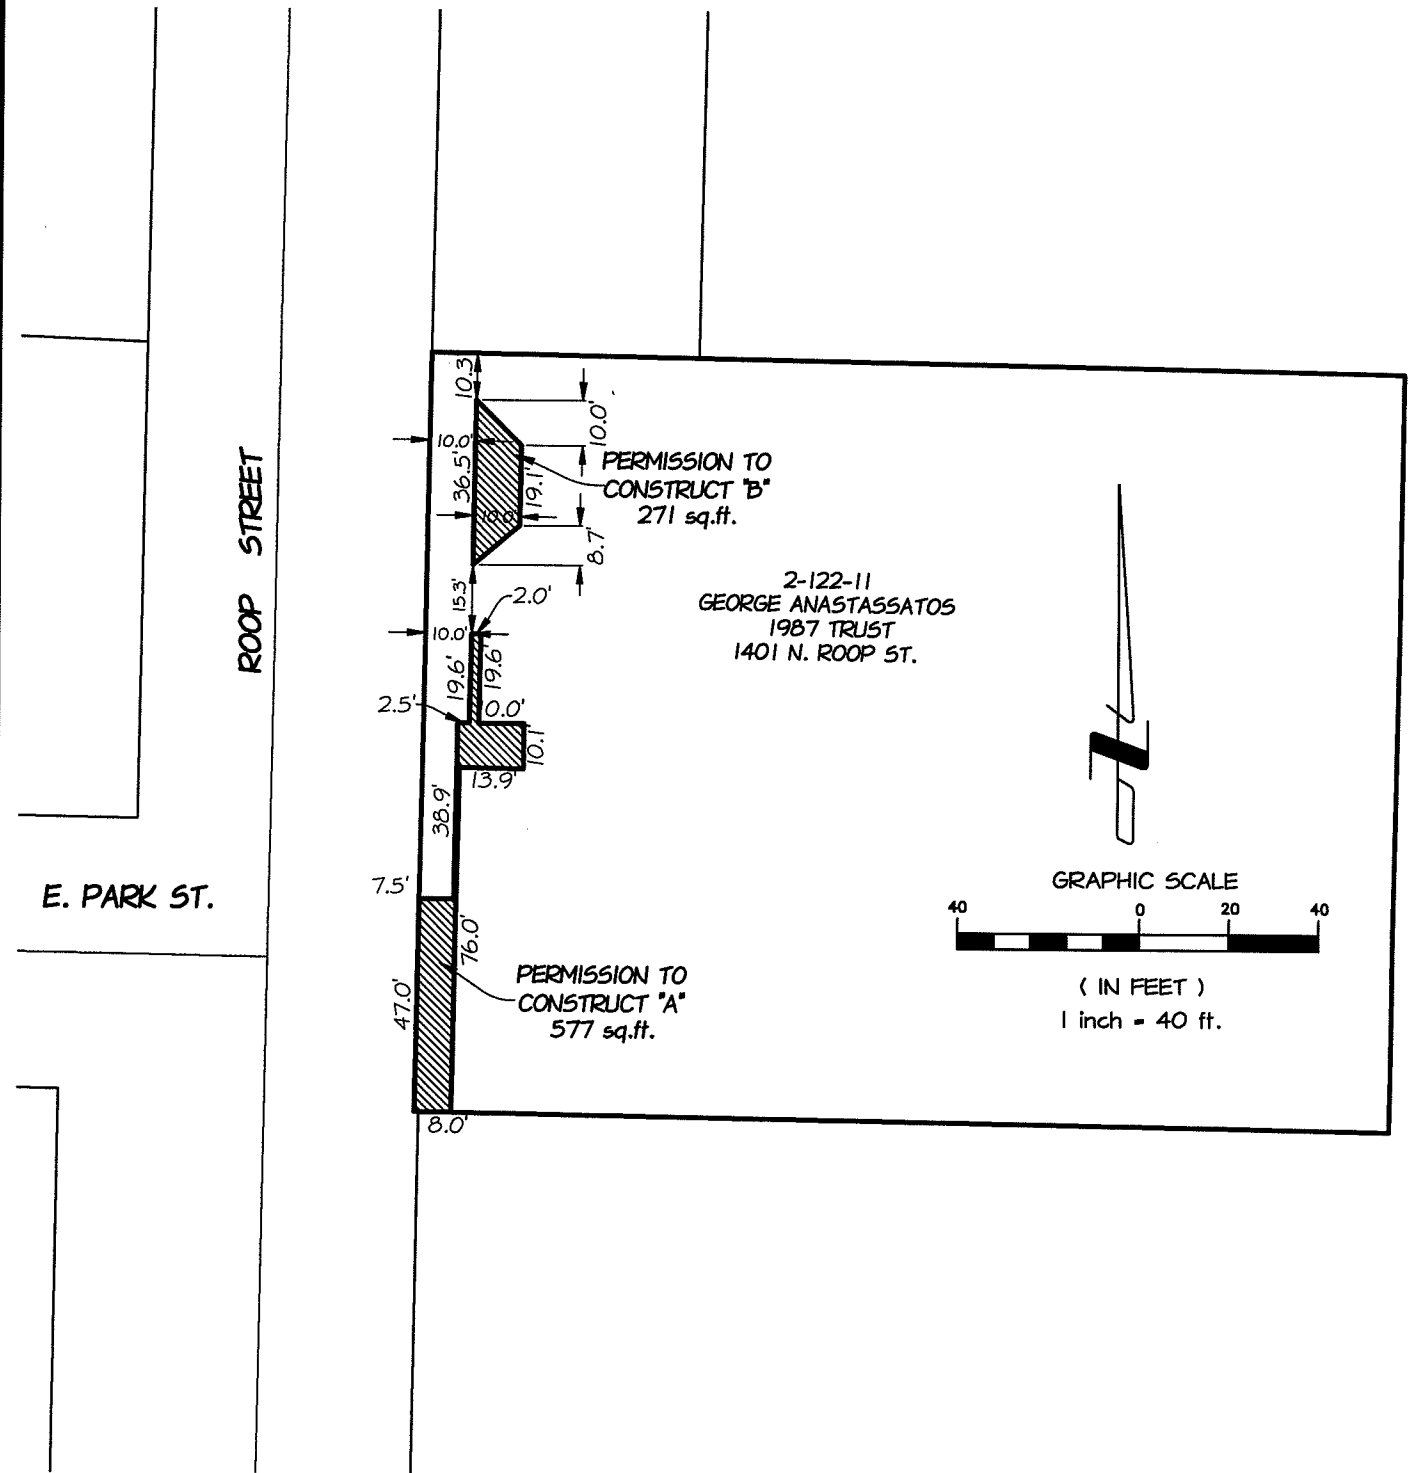 10.3
10.0'
10.0'
36.5'
19.1'
PERMISSION TO
CONSTRUCT "B"
271 sq.ft.
10.0'
8.7'
ROOP STREET
15.3'
2.0'
10.0'
19.6'
19.6'
2.5'
0.0'
10.1'
13.9'
38.9'
2-122-11
GEORGE ANASTASSATOS
1987 TRUST
1401 N. ROOP ST.
N
7.5'
E. PARK ST.
76.0'
47.0'
PERMISSION TO
CONSTRUCT "A"
577 sq.ft.
8.0'
GRAPHIC SCALE
40 0 20 40
( IN FEET )
1 inch = 40 ft.